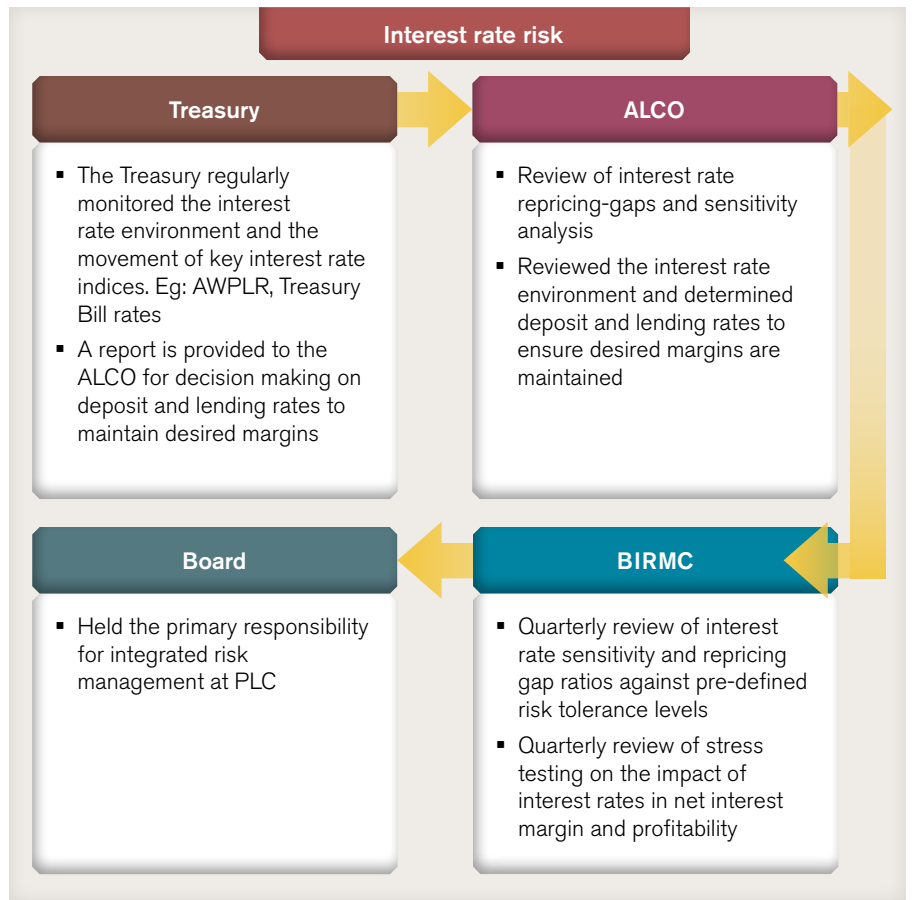 Interest rate risk
Treasury
▪ The Treasury regularly
monitored the interest
rate environment and the
movement of key interest rate
indices. Eg: AWPLR, Treasury
Bill rates
▪ A report is provided to the
ALCO for decision making on
deposit and lending rates to
maintain desired margins
ALCO
▪ Review of interest rate
repricing-gaps and sensitivity
analysis
▪ Reviewed the interest rate
environment and determined
deposit and lending rates to
ensure desired margins are
maintained
BIRMC
▪ Quarterly review of interest
rate sensitivity and repricing
gap ratios against pre-defined
risk tolerance levels
▪ Quarterly review of stress
testing on the impact of
interest rates in net interest
margin and profitability
Board
▪ Held the primary responsibility
for integrated risk
management at PLC